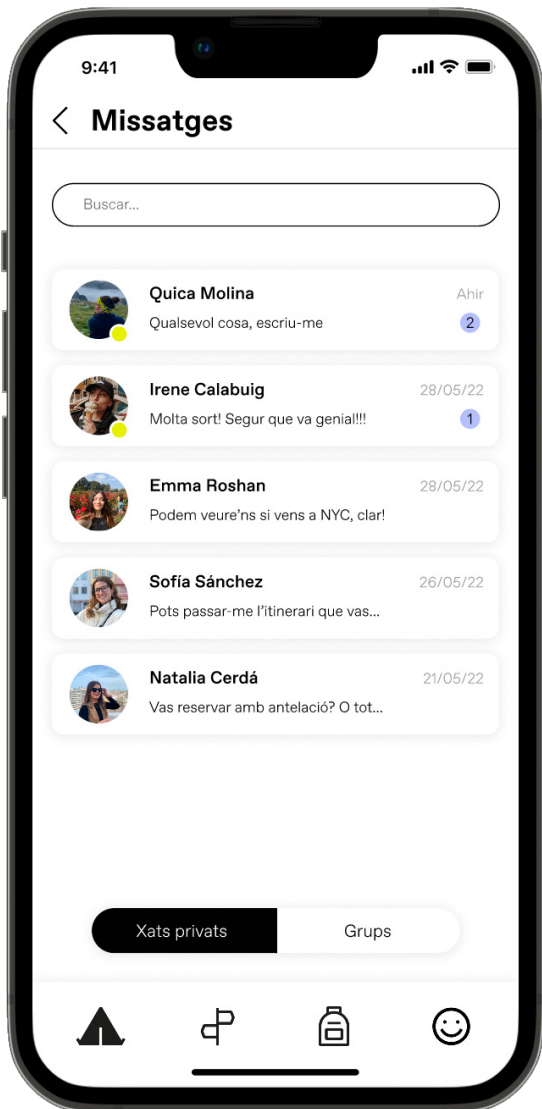 9:41
Missatges
Buscar...
Quica Molina
Ahir
Qualsevol cosa, escriu-me
2
Irene Calabuig
28/05/22
Molta sort! Segur que va genial!!!
1
Emma Roshan
28/05/22
Podem veure'ns si vens a NYC, clar!
Sofía Sánchez
26/05/22
Pots passar-me l'itinerari que vas...
Natalia Cerdá
21/05/22
Vas reservar amb antelació? O tot...
Xats privats
Grups